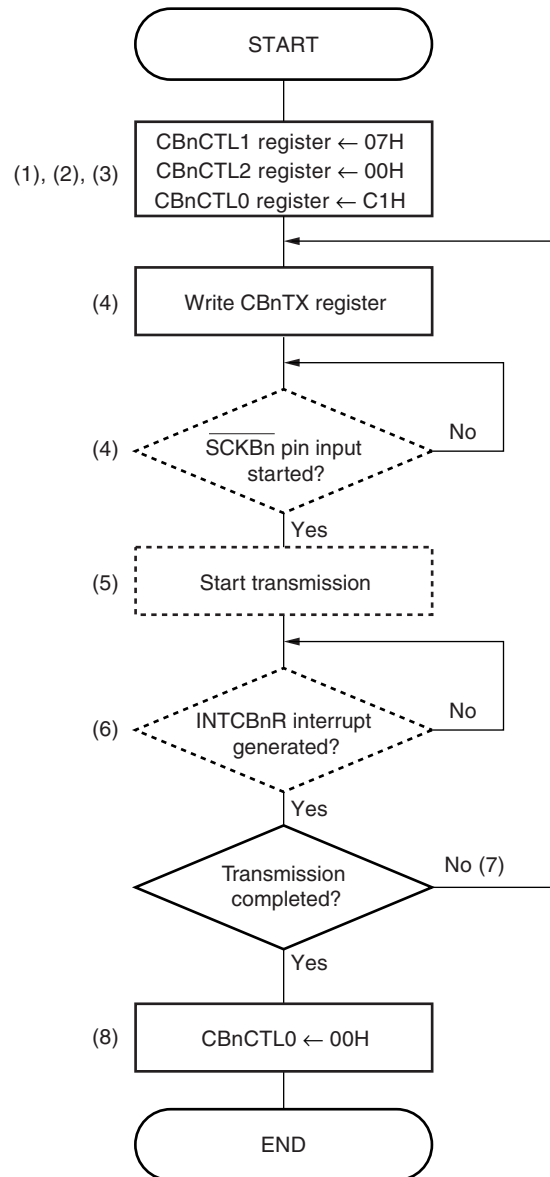 START
(1), (2), (3)
CBnCTL1 register ← 07H
CBnCTL2 register ← 00H
CBnCTL0 register ← C1H
(4)
Write CBnTX register
(4)
S̅C̅K̅B̅n̅ pin input
started?
No
Yes
(5)
Start transmission
(6)
INTCBnR interrupt
generated?
No
Yes
Transmission
completed?
No (7)
Yes
(8)
CBnCTL0 ← 00H
END